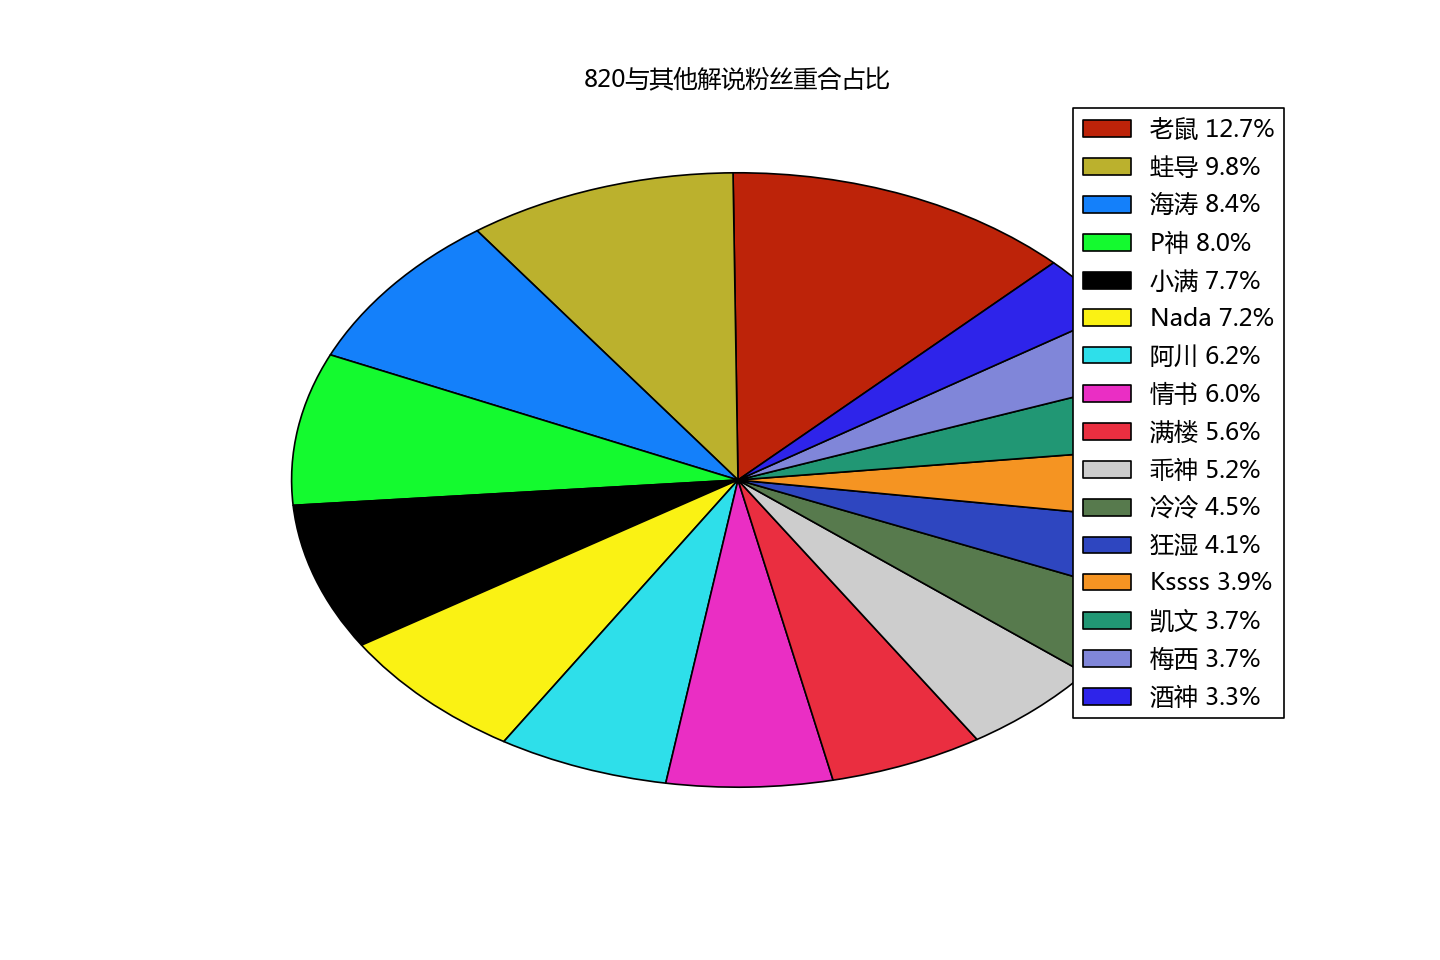 820与其他解说粉丝重合占比
老鼠 12.7%
蛙导 9.8%
海涛 8.4%
P神 8.0%
小满 7.7%
Nada 7.2%
阿川 6.2%
情书 6.0%
满楼 5.6%
乖神 5.2%
冷冷 4.5%
狂湿 4.1%
Kssss 3.9%
凯文 3.7%
梅西 3.7%
酒神 3.3%